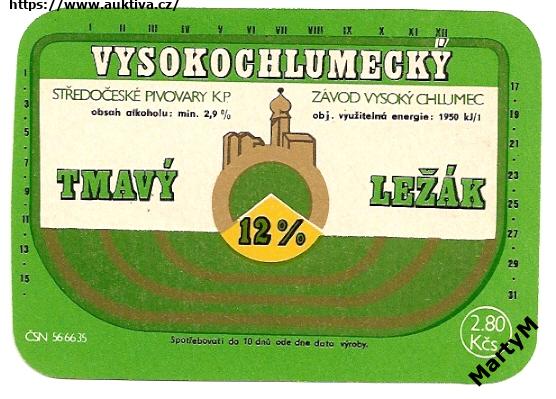 https://www.auktiva.cz/
I II III IV V VI VII VIII IX X XI XII
VYSOKOCHLUMECKÝ
STŘEDOČESKÉ PIVOVARY K.P
ZÁVOD VYSOKÝ CHLUMEC
obsah alkoholu: min. 2,9 %
obj. využitelná energie: 1950 kJ/l
TMAVÝ
LEŽÁK
12%
1
3
5
7
9
11
13
15
17
19
21
23
25
27
29
31
ČSN 56 6635
Spotřebovati do 10 dnů ode dne data výroby.
2.80
Kčs
MartyM